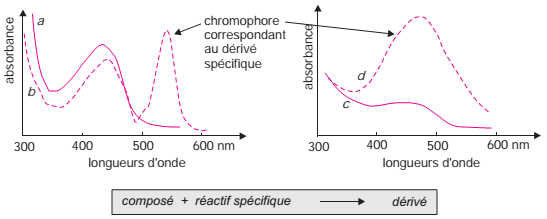 absorbance
a
b
300
400
500
600 nm
longueurs d'onde
chromophore
correspondant
au dérivé
spécifique
absorbance
d
c
300
400
500
600 nm
longueurs d'onde
composé + réactif spécifique ⟶ dérivé